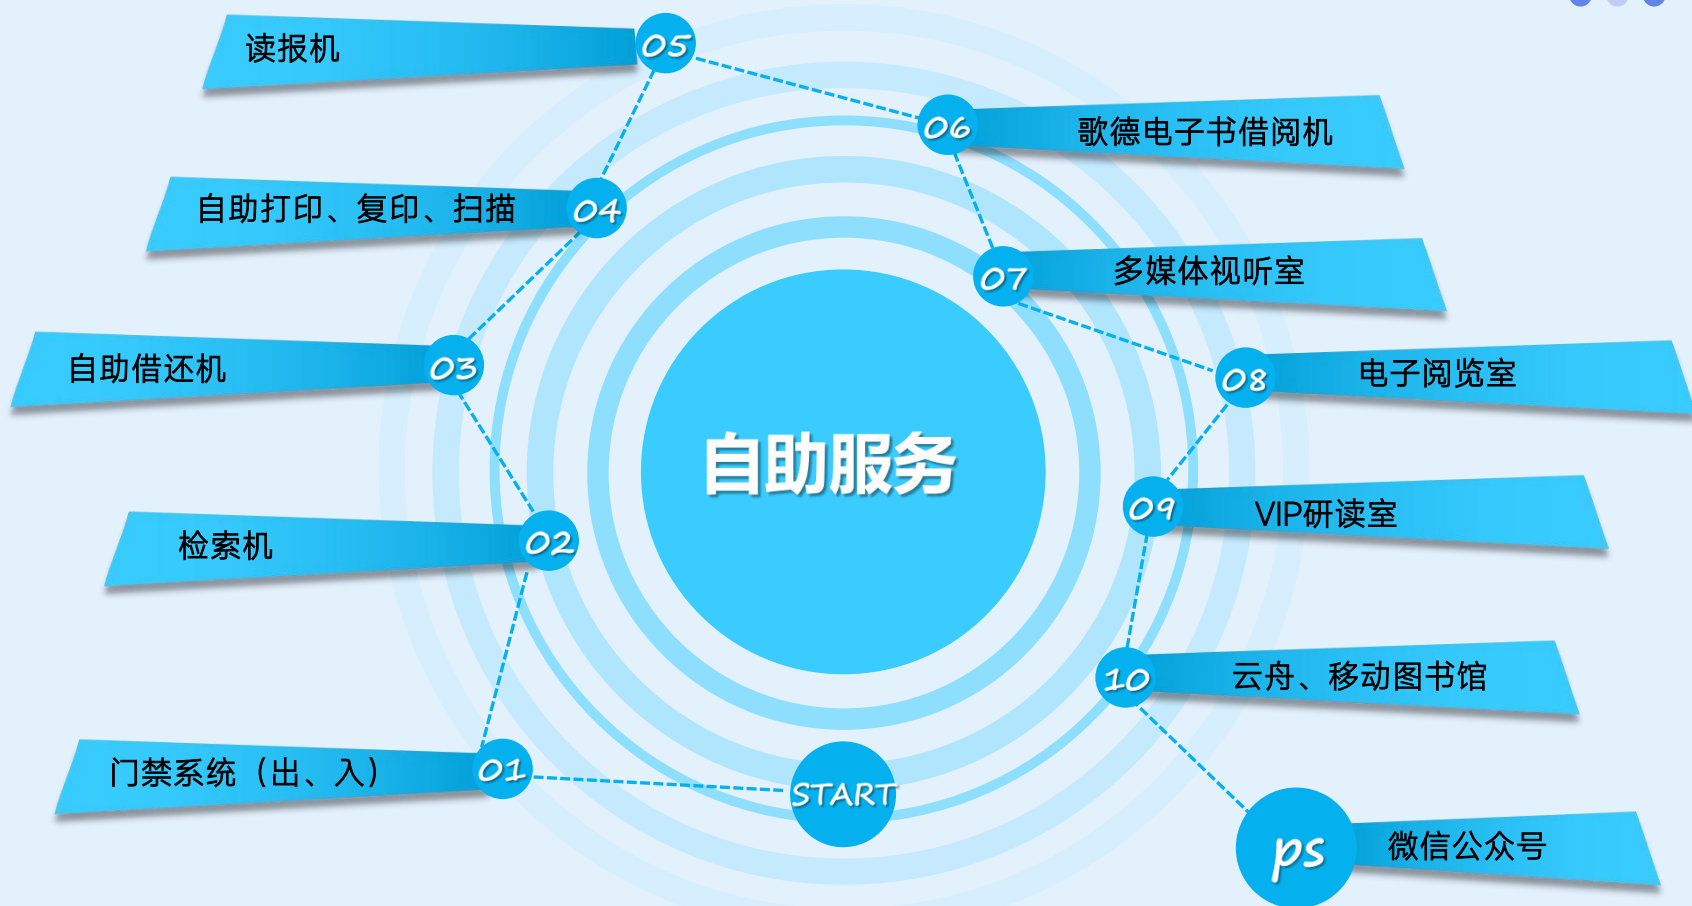 05
读报机
06
歌德电子书借阅机
04
自助打印、复印、扫描
07
多媒体视听室
03
自助借还机
08
电子阅览室
自助服务
09
VIP研读室
02
检索机
10
云舟、移动图书馆
01
门禁系统（出、入）
START
ps
微信公众号